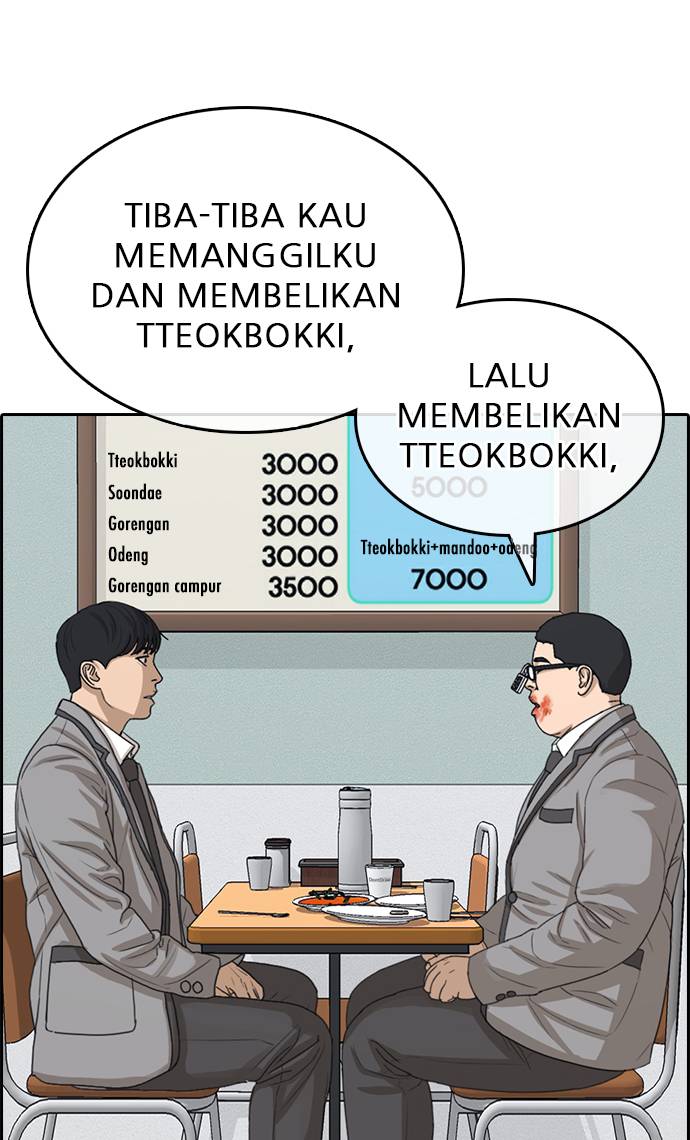 TIBA-TIBA KAU
MEMANGGILKU
DAN MEMBELIKAN
TTEOKBOKKI,
LALU
MEMBELIKAN
TTEOKBOKKI,
Tteokbokki 3000
Soondae 3000
Gorengan 3000
Odeng 3000
Gorengan campur 3500
5000
Tteokbokki+mandoo+odeng
7000